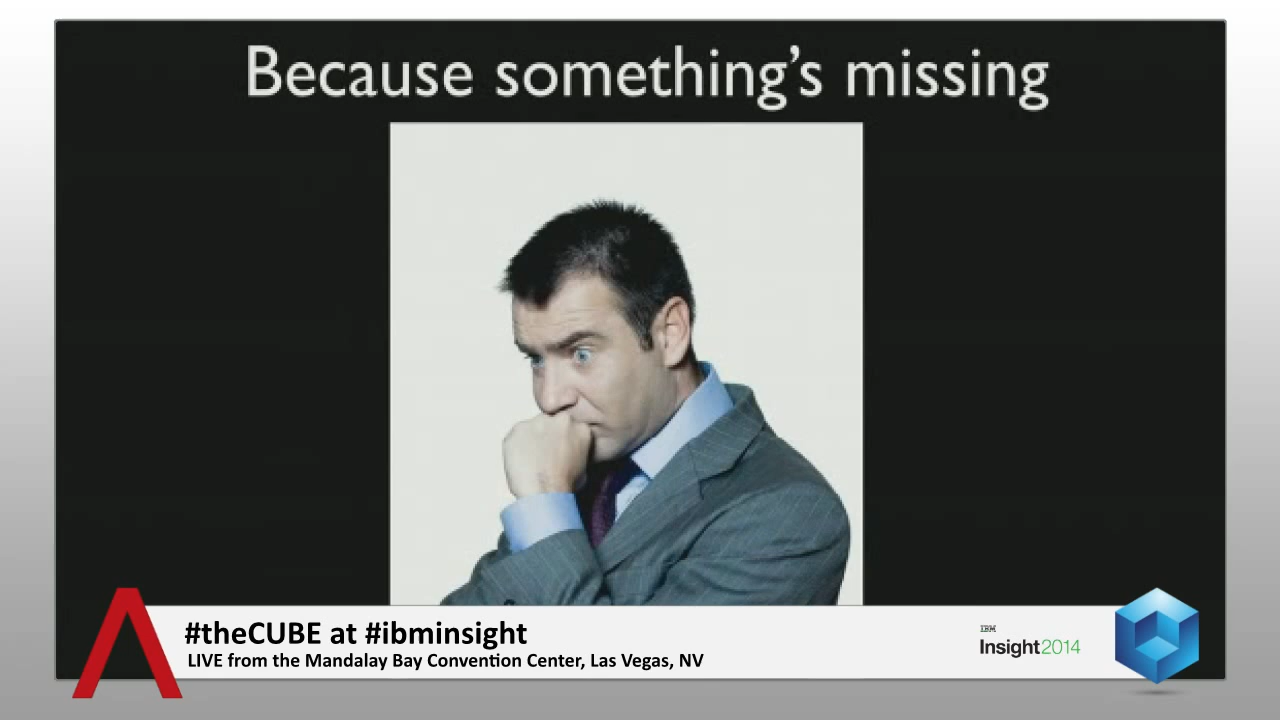 Because something's missing
#theCUBE at #ibminsight
LIVE from the Mandalay Bay Convention Center, Las Vegas, NV
IBM
Insight2014